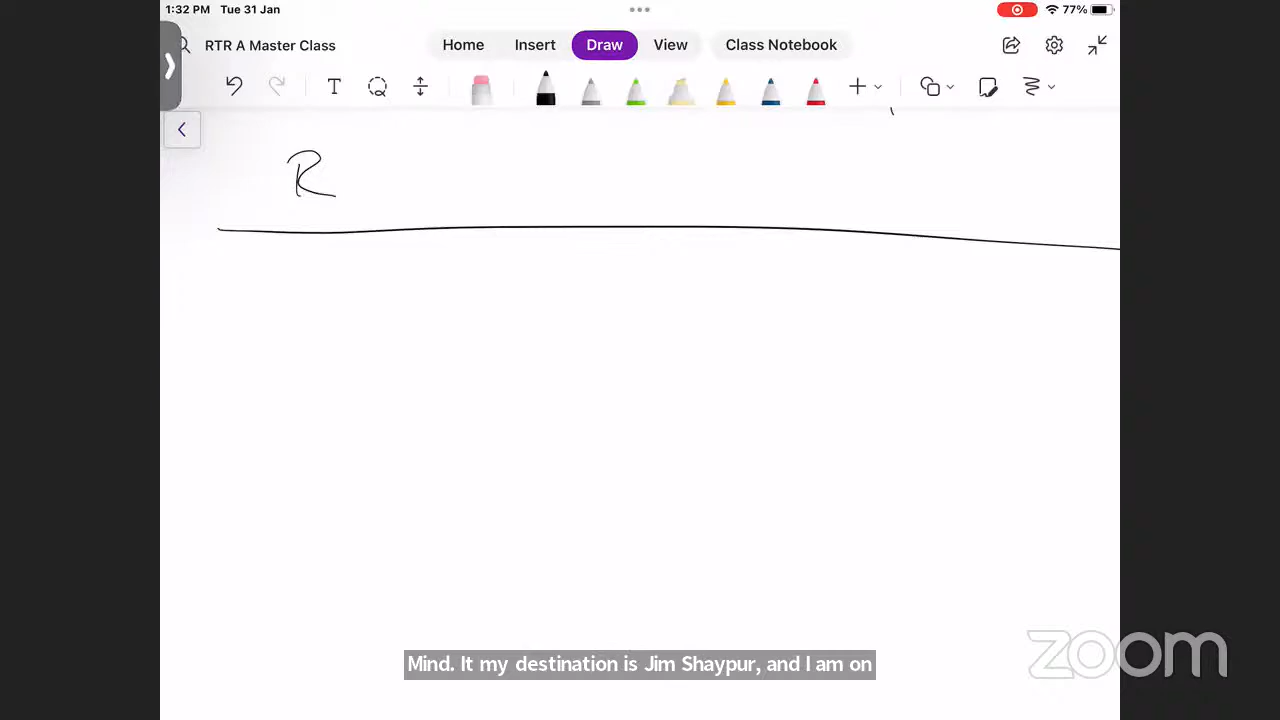 1:32 PM Tue 31 Jan
77%
RTR A Master Class
Home Insert Draw View Class Notebook
T
R
zoom
Mind. It my destination is Jim Shaypur, and I am on